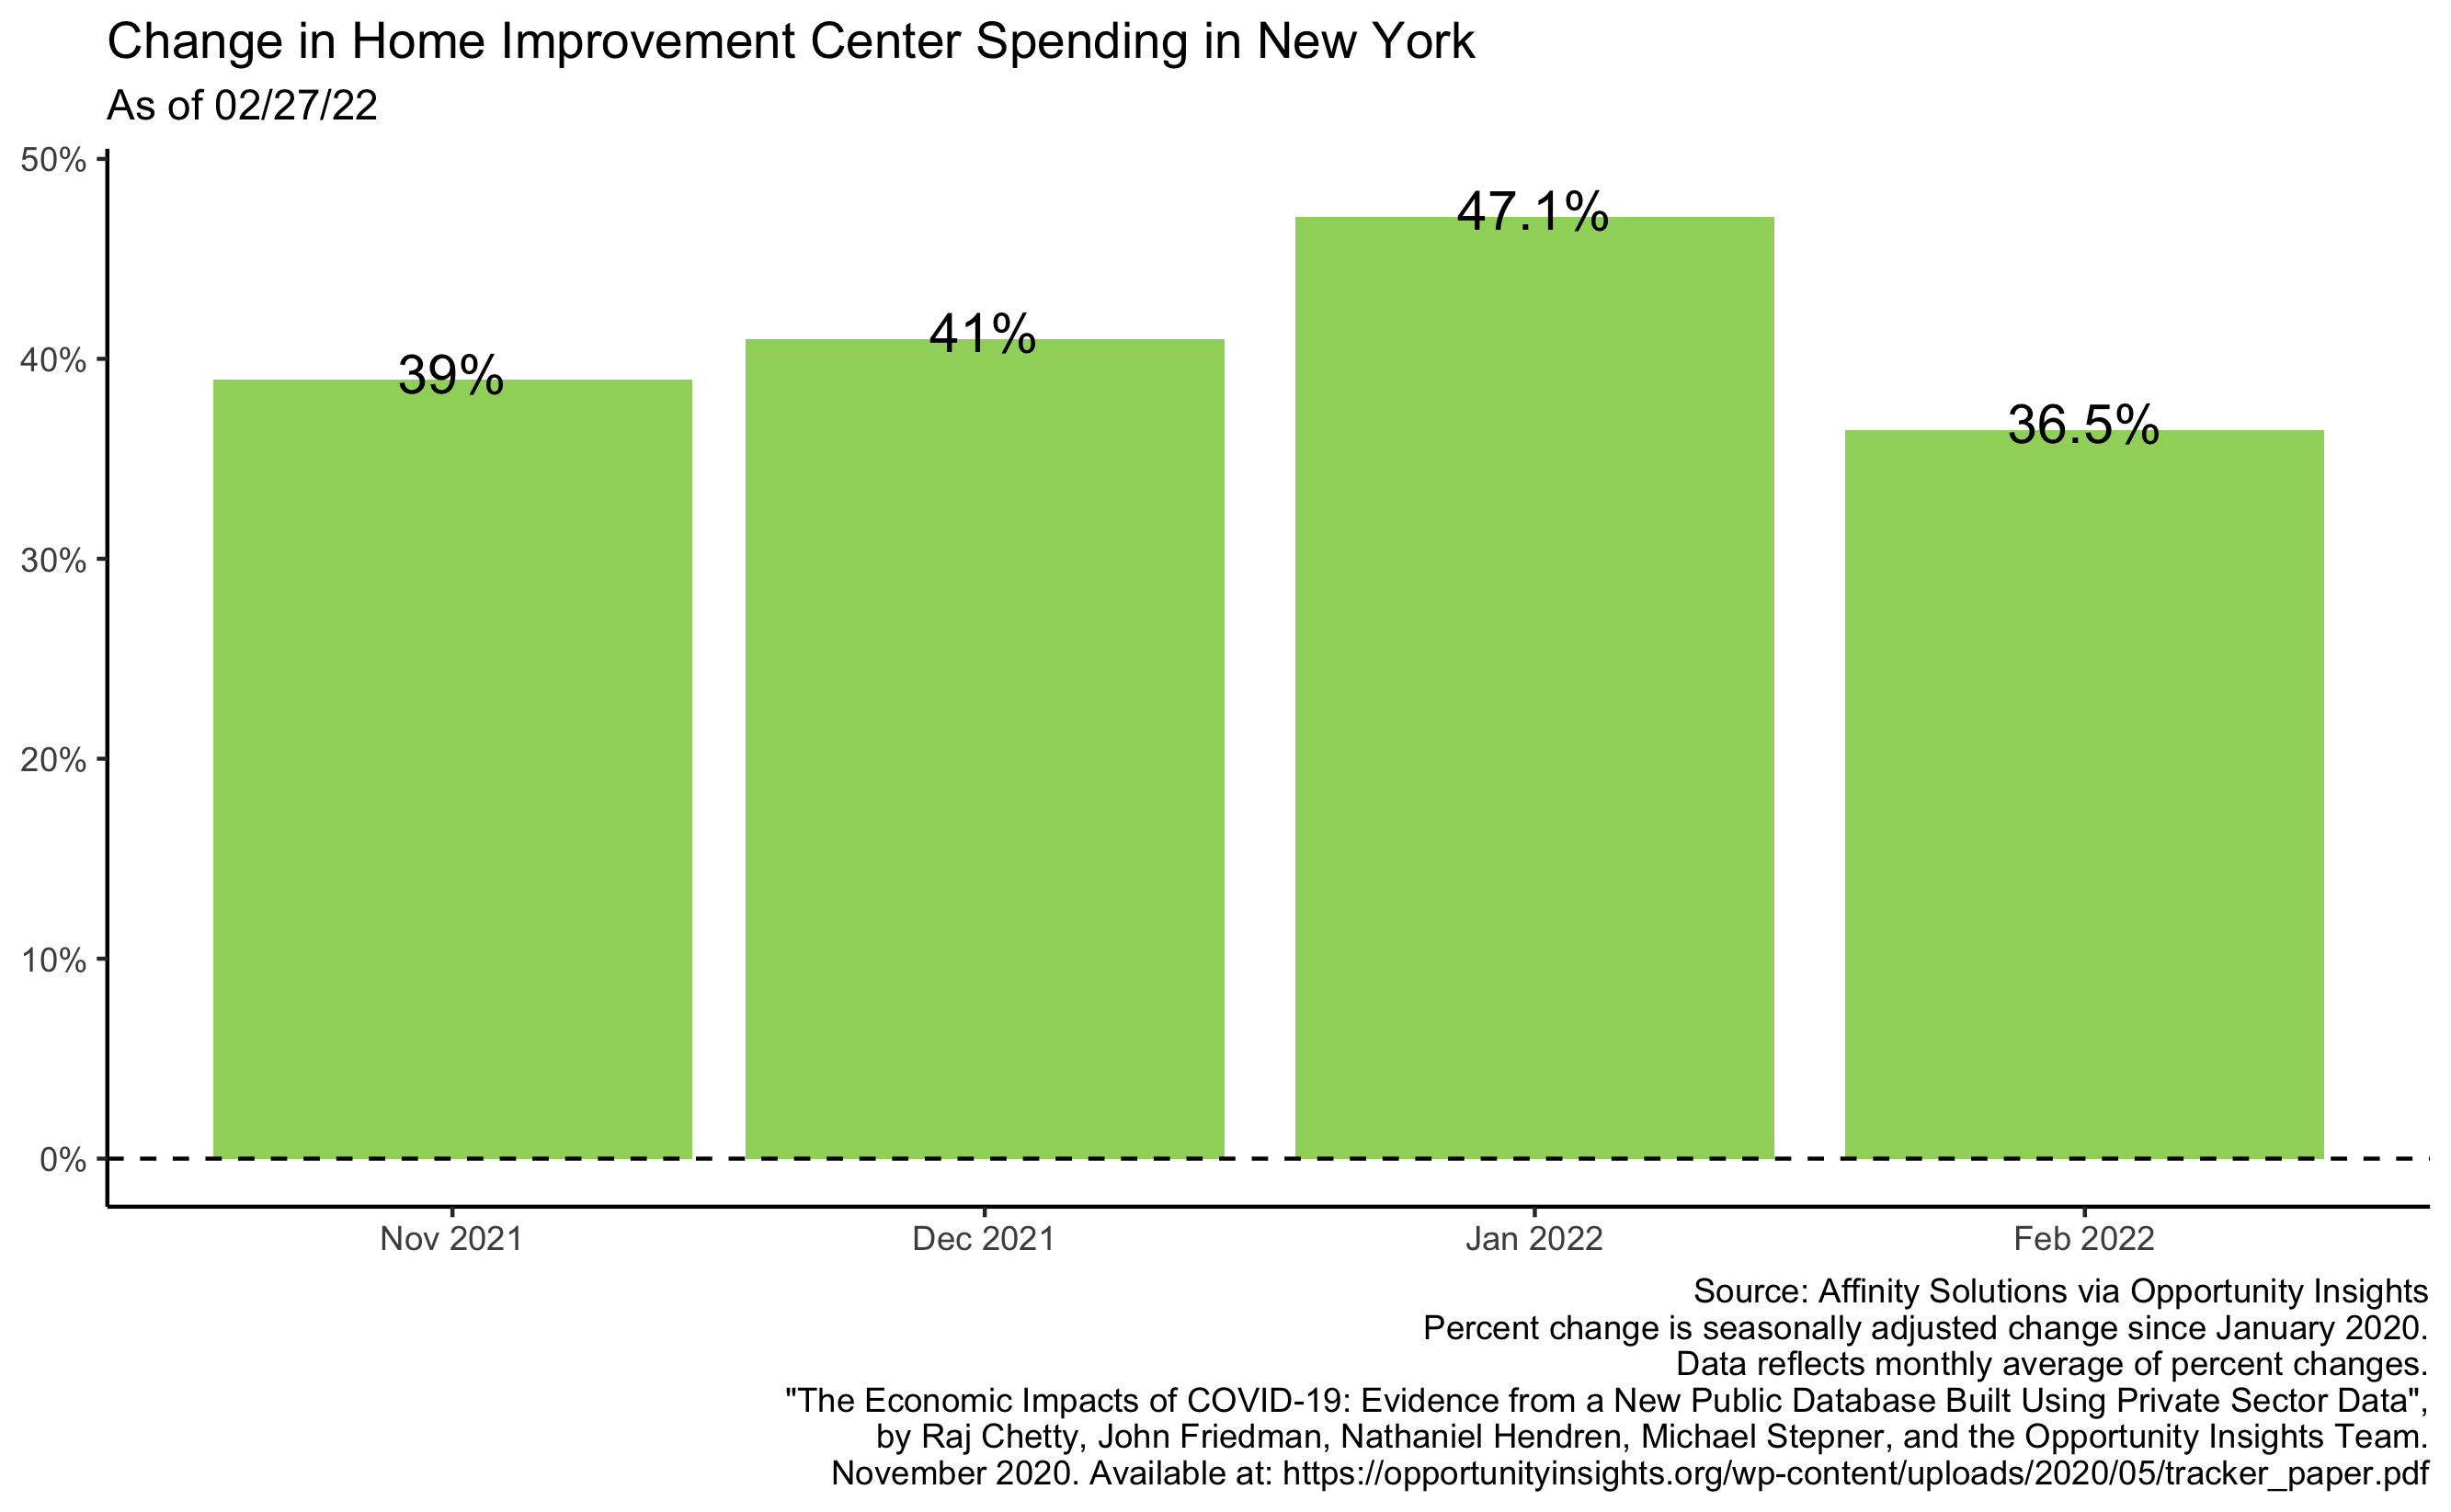 Change in Home Improvement Center Spending in New York
As of 02/27/22
50%
40%
30%
20%
10%
0%
39%
41%
47.1%
36.5%
Nov 2021
Dec 2021
Jan 2022
Feb 2022
Source: Affinity Solutions via Opportunity Insights
Percent change is seasonally adjusted change since January 2020.
Data reflects monthly average of percent changes.
"The Economic Impacts of COVID-19: Evidence from a New Public Database Built Using Private Sector Data",
by Raj Chetty, John Friedman, Nathaniel Hendren, Michael Stepner, and the Opportunity Insights Team.
November 2020. Available at: https://opportunityinsights.org/wp-content/uploads/2020/05/tracker_paper.pdf